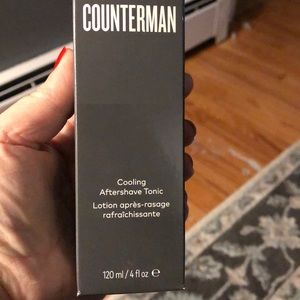 COUNTERMAN
Cooling
Aftershave Tonic
Lotion après-rasage
rafraîchissante
120 ml / 4 fl oz ℮